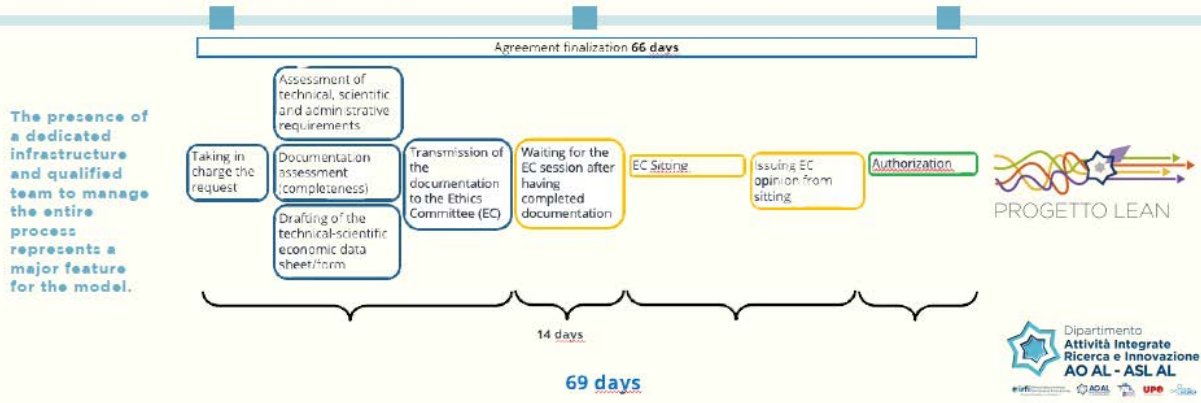 Agreement finalization 66 days
The presence of
a dedicated
infrastructure
and qualified
team to manage
the entire
process
represents a
major feature
for the model.
Taking in
charge the
request
Assessment of
technical, scientific
and administrative
requirements
Documentation
assessment
(completeness)
Drafting of the
technical-scientific
economic data
sheet/form
Transmission of
the
documentation
to the Ethics
Committee (EC)
Waiting for the
EC session after
having
completed
documentation
EC Sitting
Issuing EC
opinion from
sitting
Authorization
PROGETTO LEAN
14 days
69 days
Dipartimento
Attività Integrate
Ricerca e Innovazione
AO AL - ASL AL
UPO